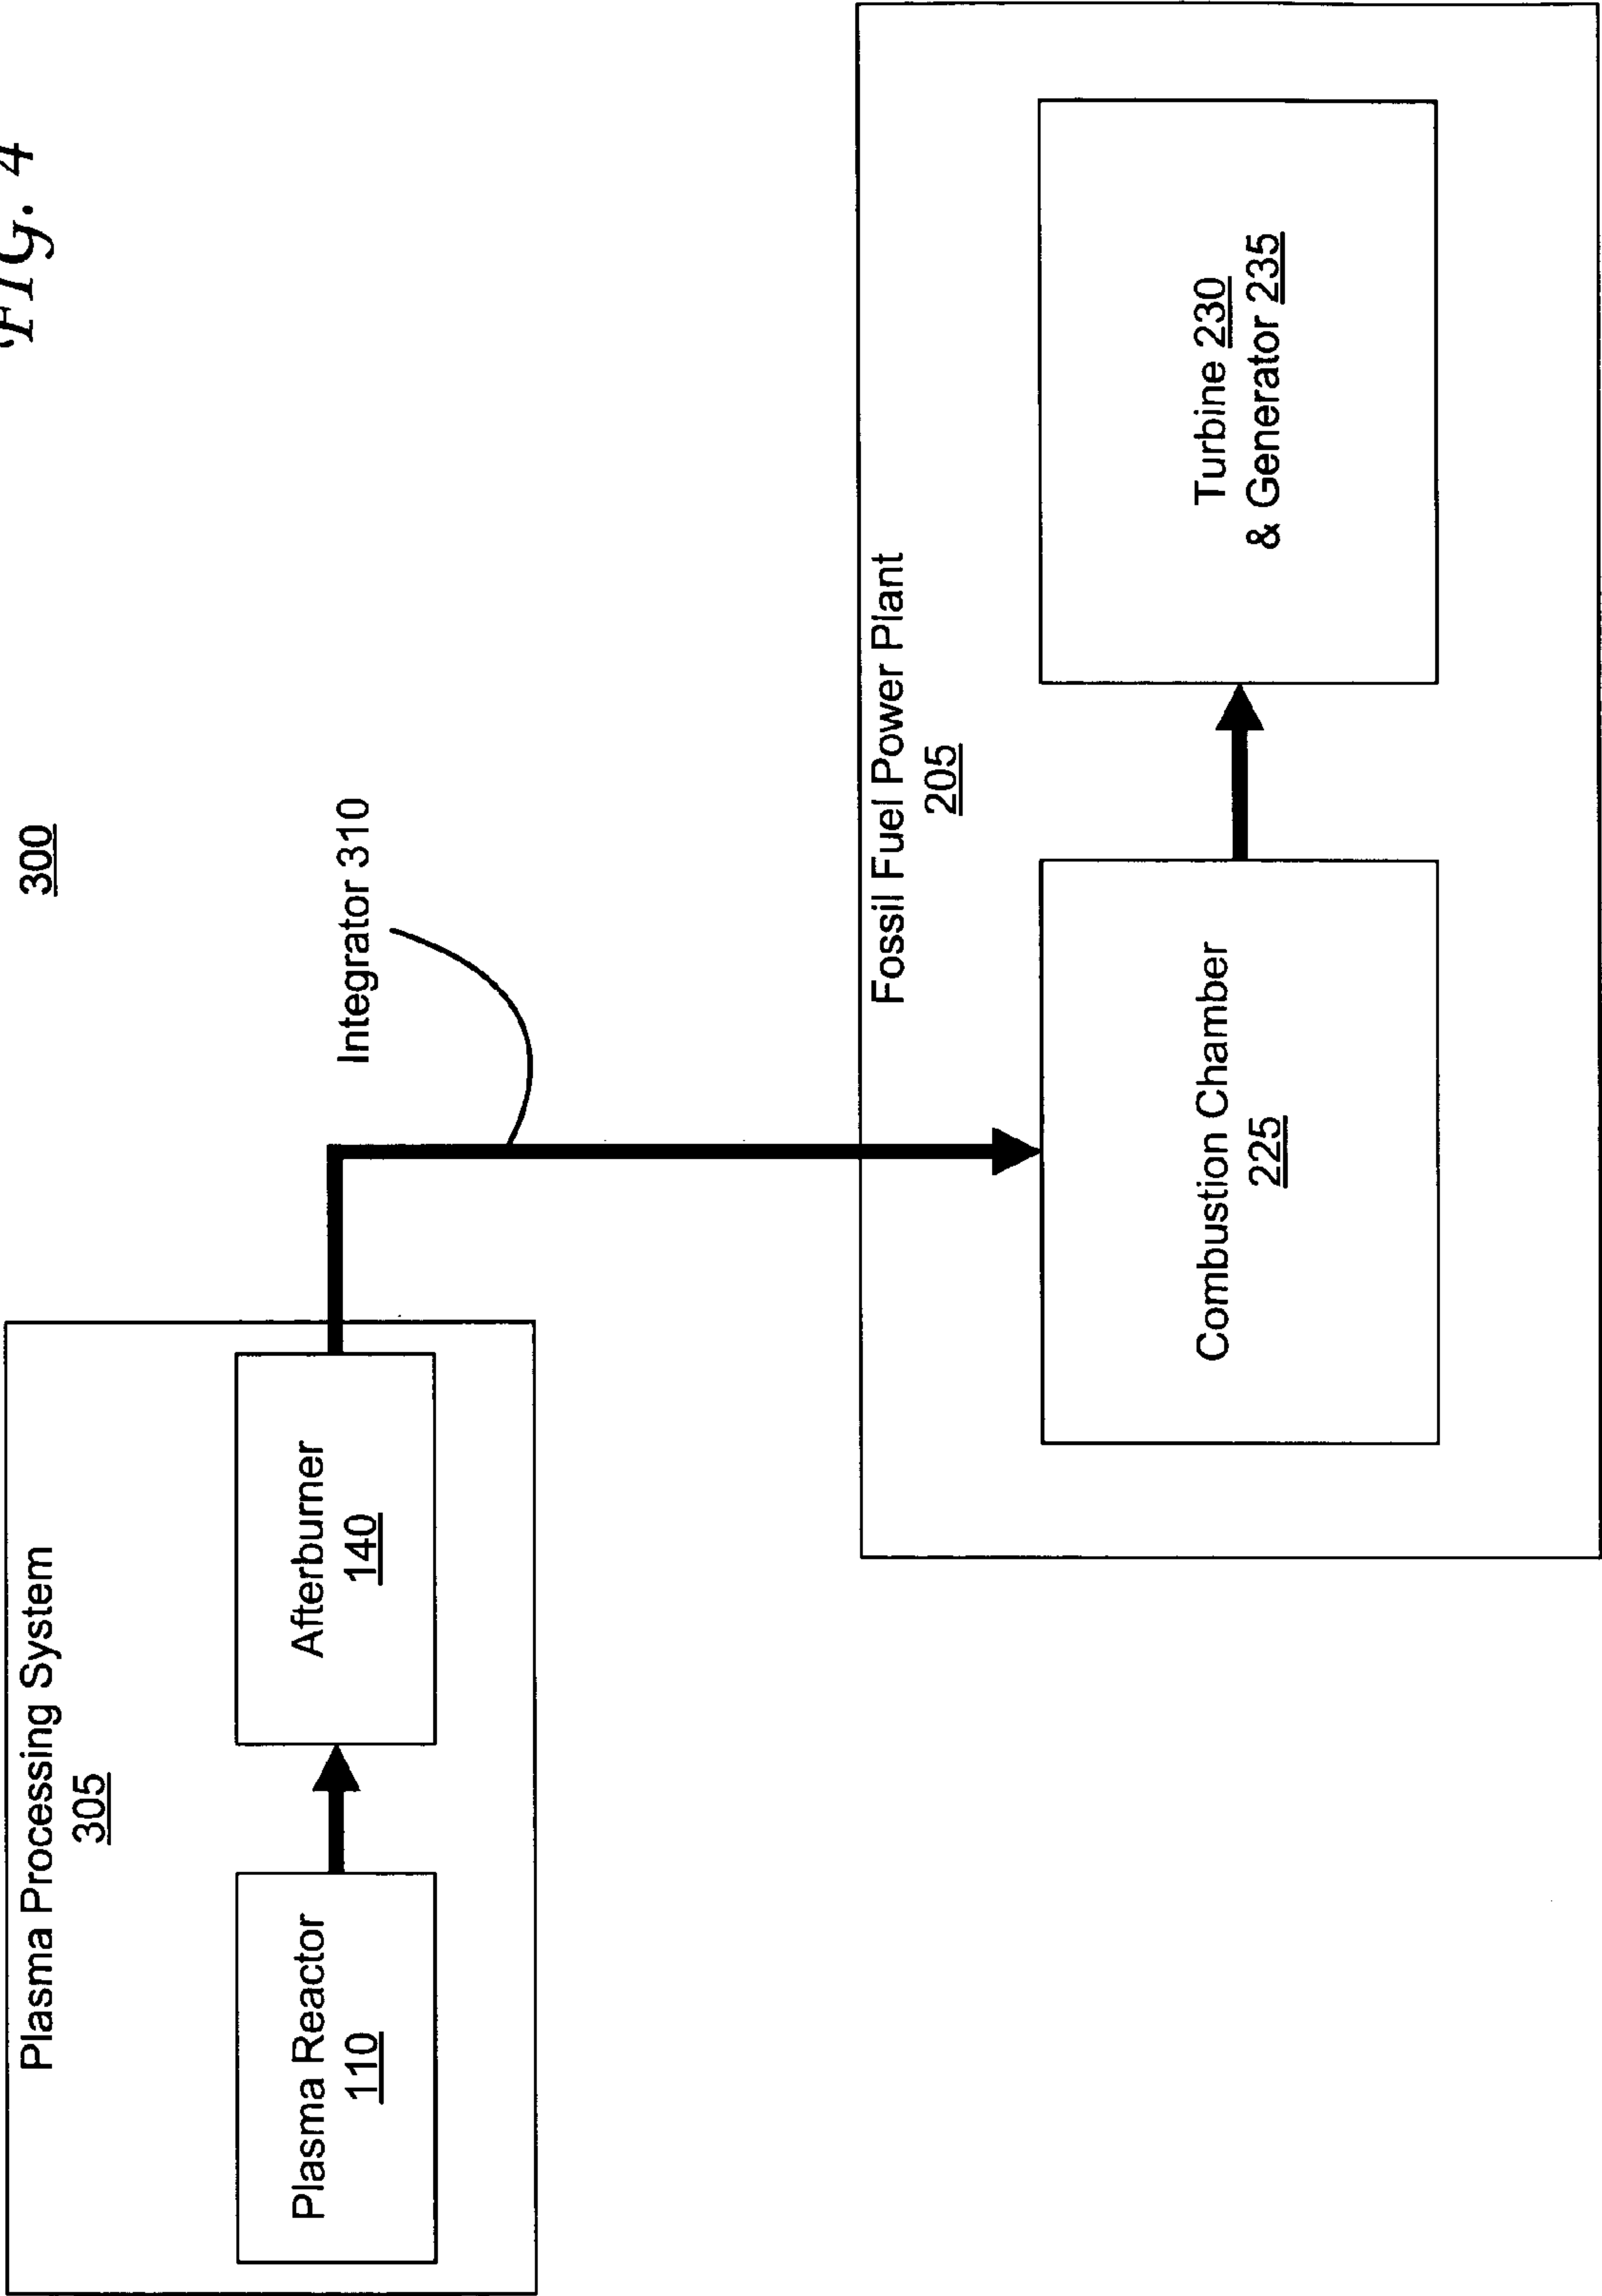 FIG. 4
300
Plasma Processing System
305
Plasma Reactor
110
Afterburner
140
Integrator 310
Fossil Fuel Power Plant
205
Combustion Chamber
225
Turbine 230
& Generator 235